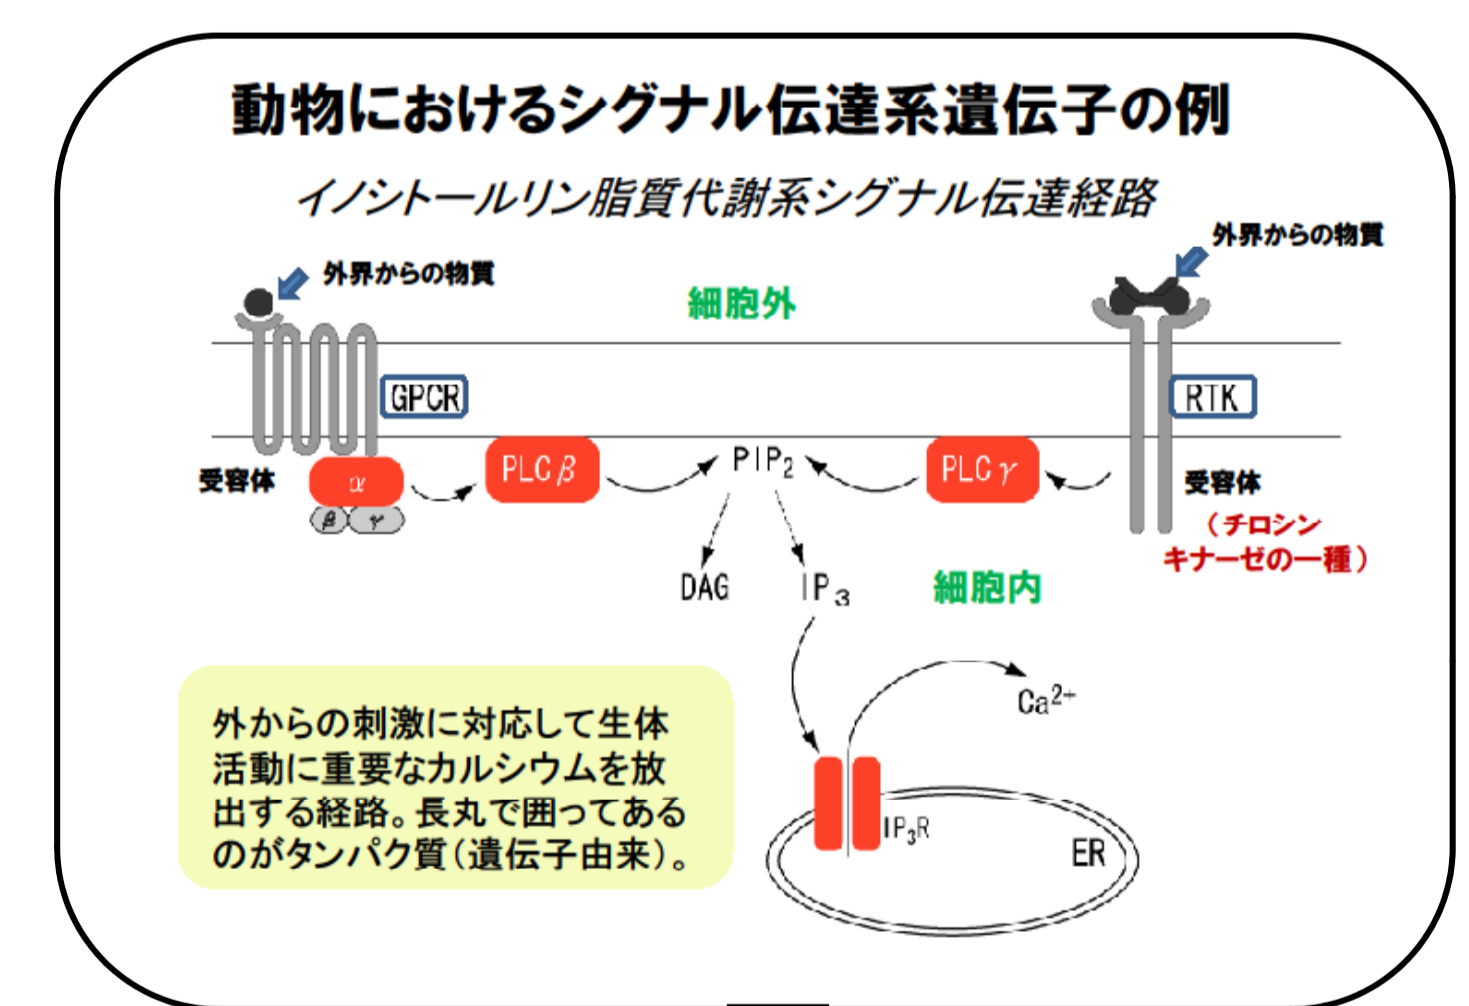 動物におけるシグナル伝達系遺伝子の例
イノシトールリン脂質代謝系シグナル伝達経路
外界からの物質
外界からの物質
細胞外
GPCR
RTK
受容体
α
β
γ
PLCβ
PIP₂
PLCγ
受容体
（チロシン
キナーゼの一種）
DAG
IP₃
細胞内
Ca²⁺
外からの刺激に対応して生体
活動に重要なカルシウムを放
出する経路。長丸で囲ってある
のがタンパク質（遺伝子由来）。
IP₃R
ER